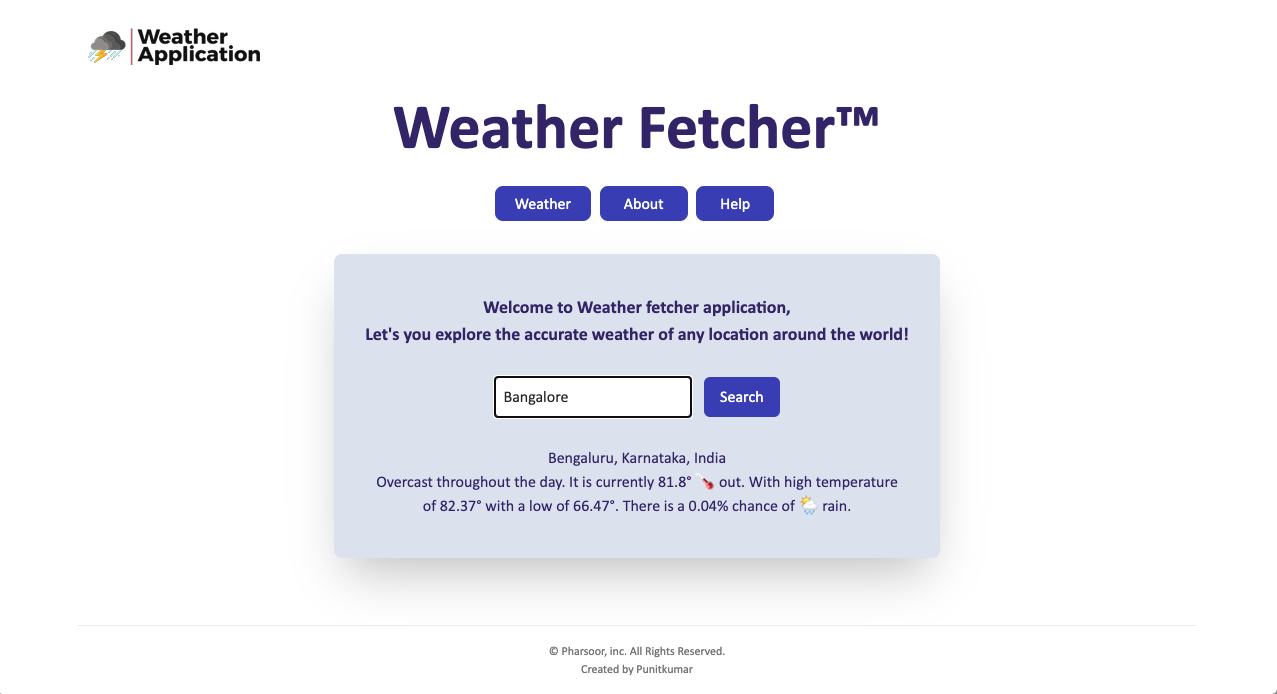 Weather
Application
Weather Fetcher™
Weather About Help
Welcome to Weather fetcher application,
Let's you explore the accurate weather of any location around the world!
Bangalore Search
Bengaluru, Karnataka, India
Overcast throughout the day. It is currently 81.8° 🌡️ out. With high temperature
of 82.37° with a low of 66.47°. There is a 0.04% chance of 🌦️ rain.
© Pharsoor, inc. All Rights Reserved.
Created by Punitkumar